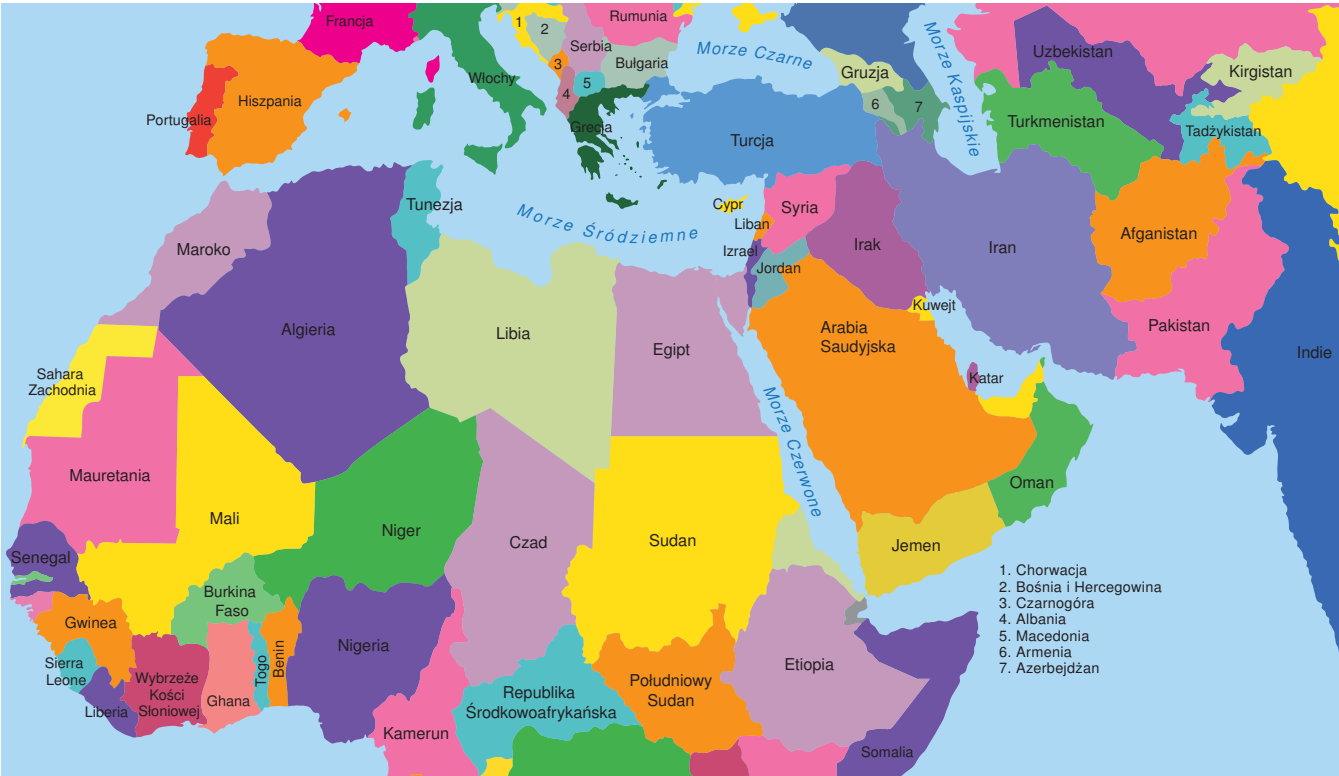 Francja
Rumunia
1
2
Serbia
Morze Czarne
Morze Kaspijskie
Uzbekistan
Włochy
3
Bułgaria
Gruzja
Kirgistan
Hiszpania
4
5
6
7
Portugalia
Grecja
Turcja
Turkmenistan
Tadżykistan
Tunezja
Cypr
Syria
Morze Śródziemne
Liban
Maroko
Izrael
Irak
Iran
Afganistan
Jordan
Algieria
Libia
Egipt
Kuwejt
Arabia
Saudyjska
Pakistan
Indie
Sahara
Zachodnia
Katar
Morze Czerwone
Mauretania
Mali
Niger
Czad
Sudan
Oman
Jemen
Senegal
Burkina
Faso
Gwinea
Nigeria
Sierra
Leone
Togo
Benin
Wybrzeże
Kości
Słoniowej
Ghana
Liberia
Kamerun
Republika
Środkowoafrykańska
Południowy
Sudan
Etiopia
Somalia
1. Chorwacja
2. Bośnia i Hercegowina
3. Czarnogóra
4. Albania
5. Macedonia
6. Armenia
7. Azerbejdżan